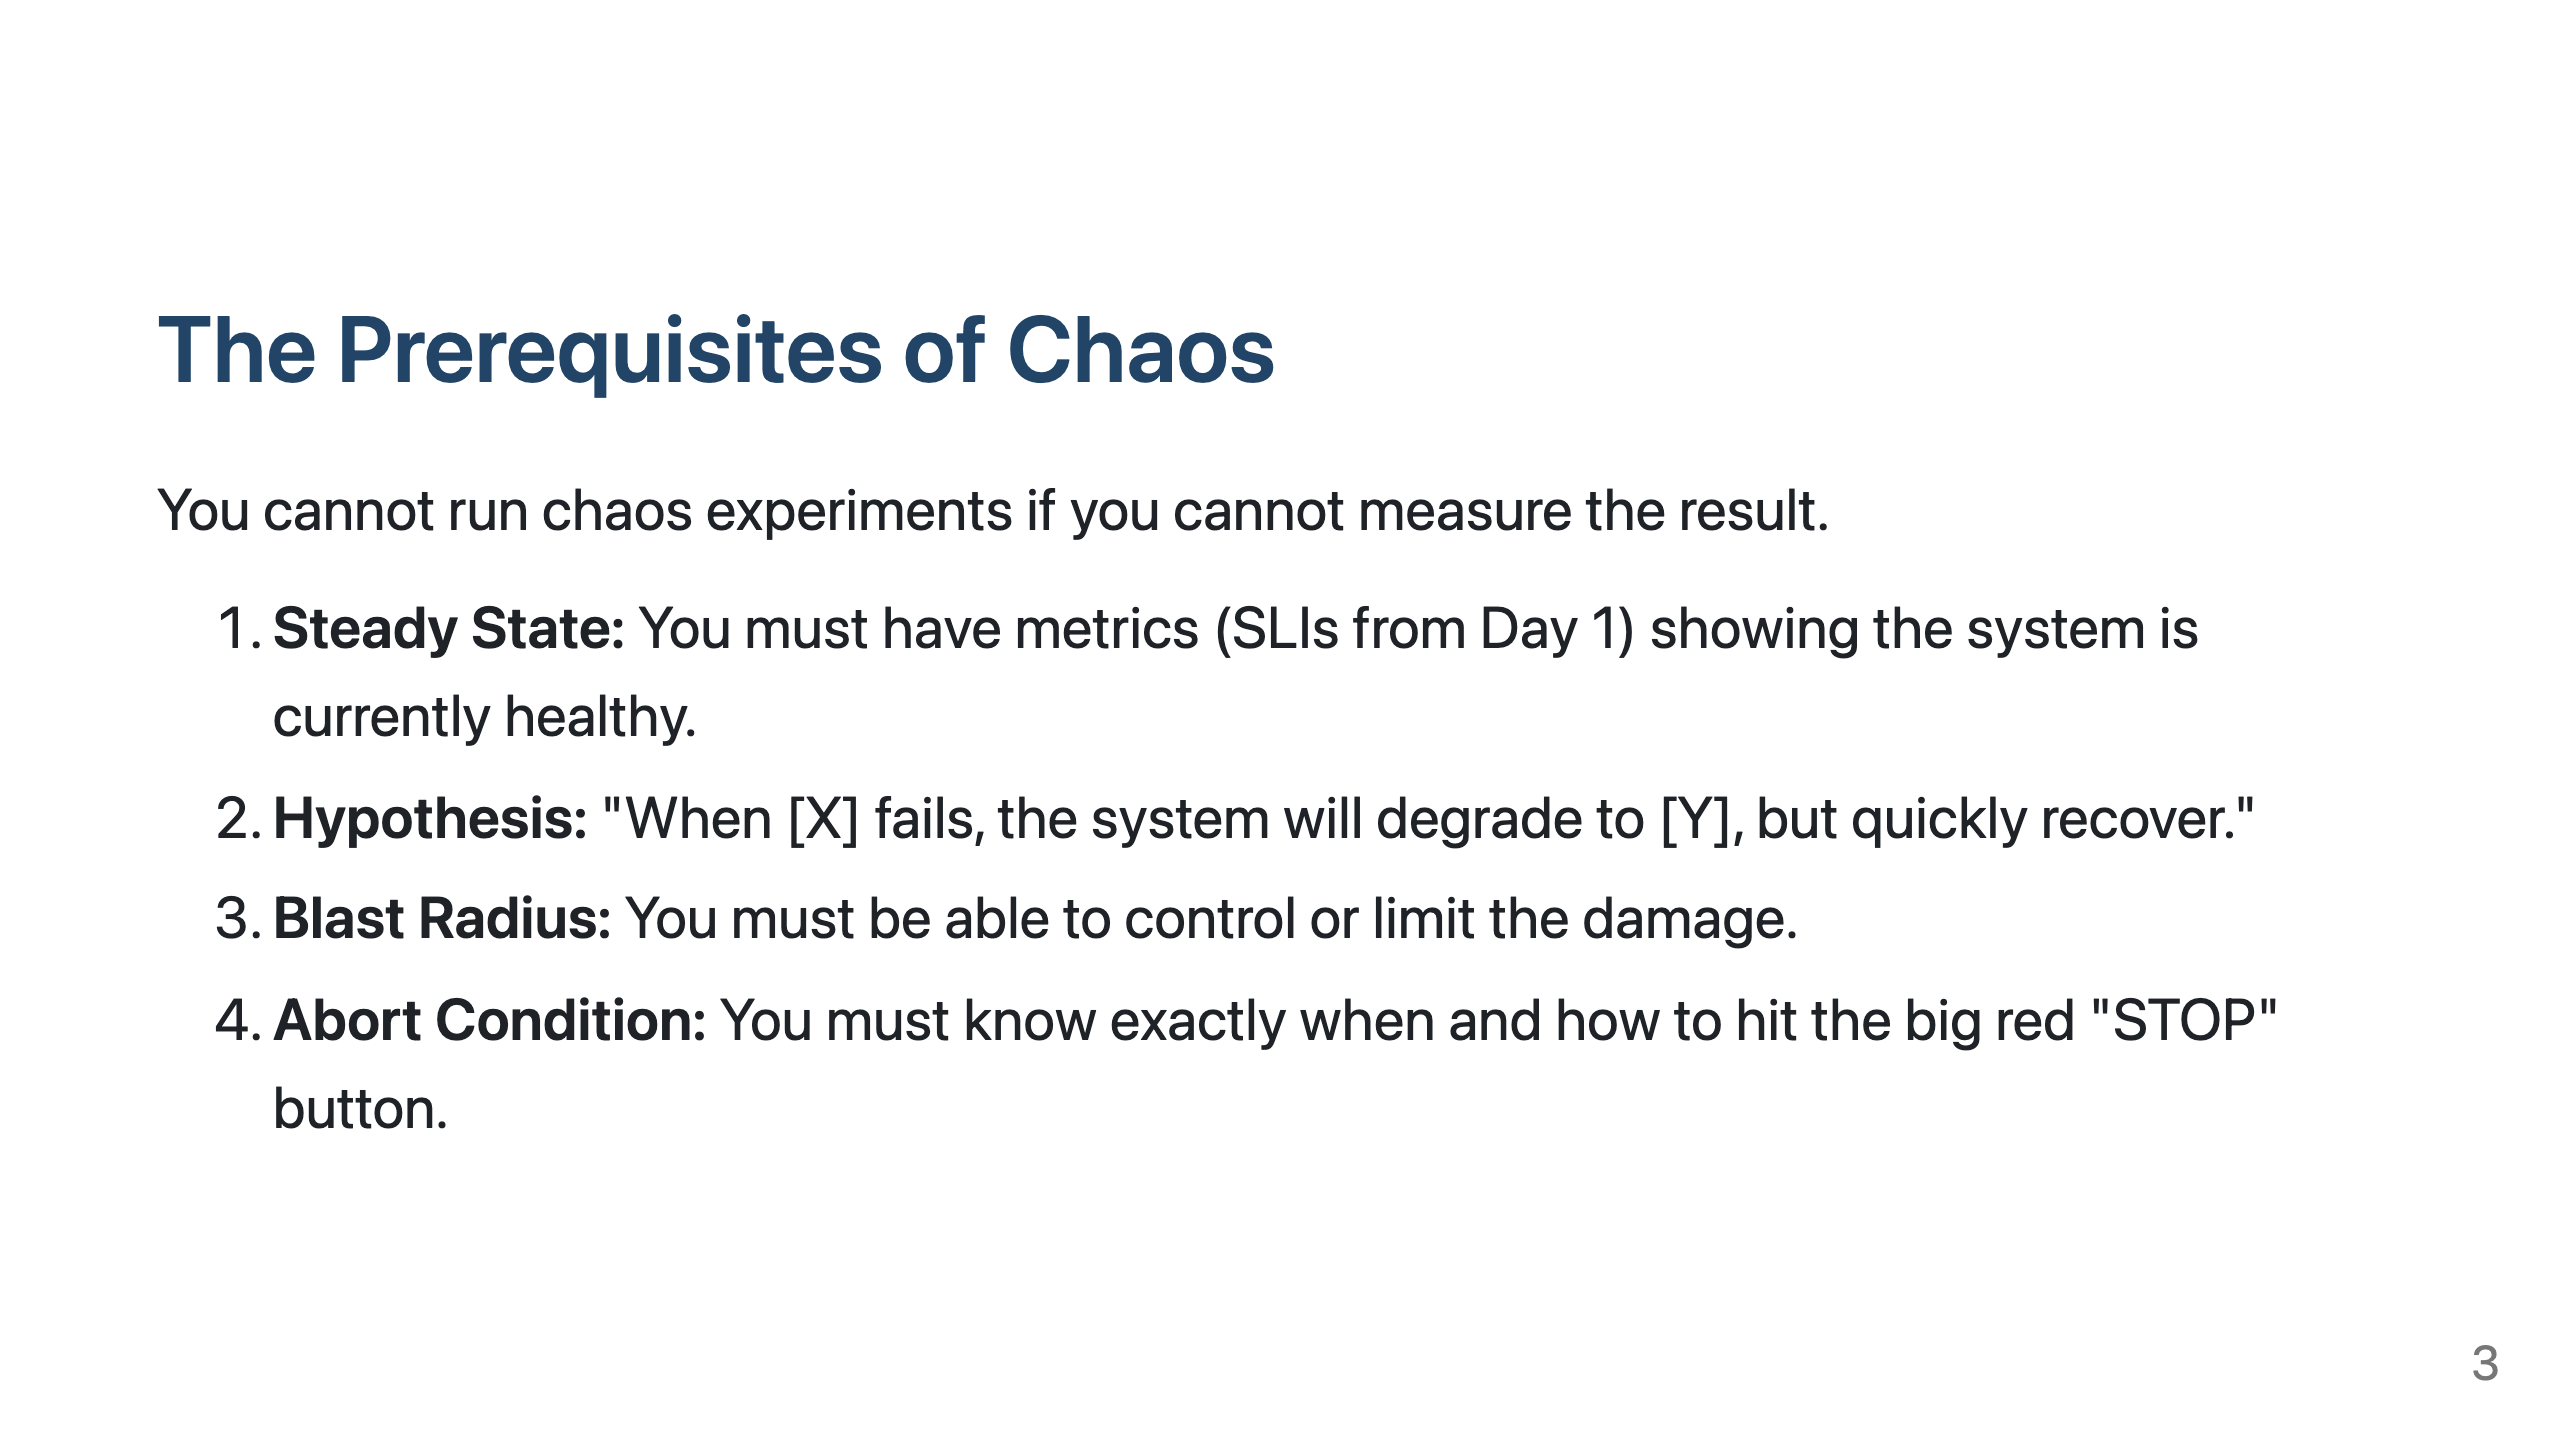 The Prerequisites of Chaos
You cannot run chaos experiments if you cannot measure the result.
1. Steady State: You must have metrics (SLIs from Day 1) showing the system is
currently healthy.
2. Hypothesis: "When [X] fails, the system will degrade to [Y], but quickly recover."
3. Blast Radius: You must be able to control or limit the damage.
4. Abort Condition: You must know exactly when and how to hit the big red "STOP"
button.
3